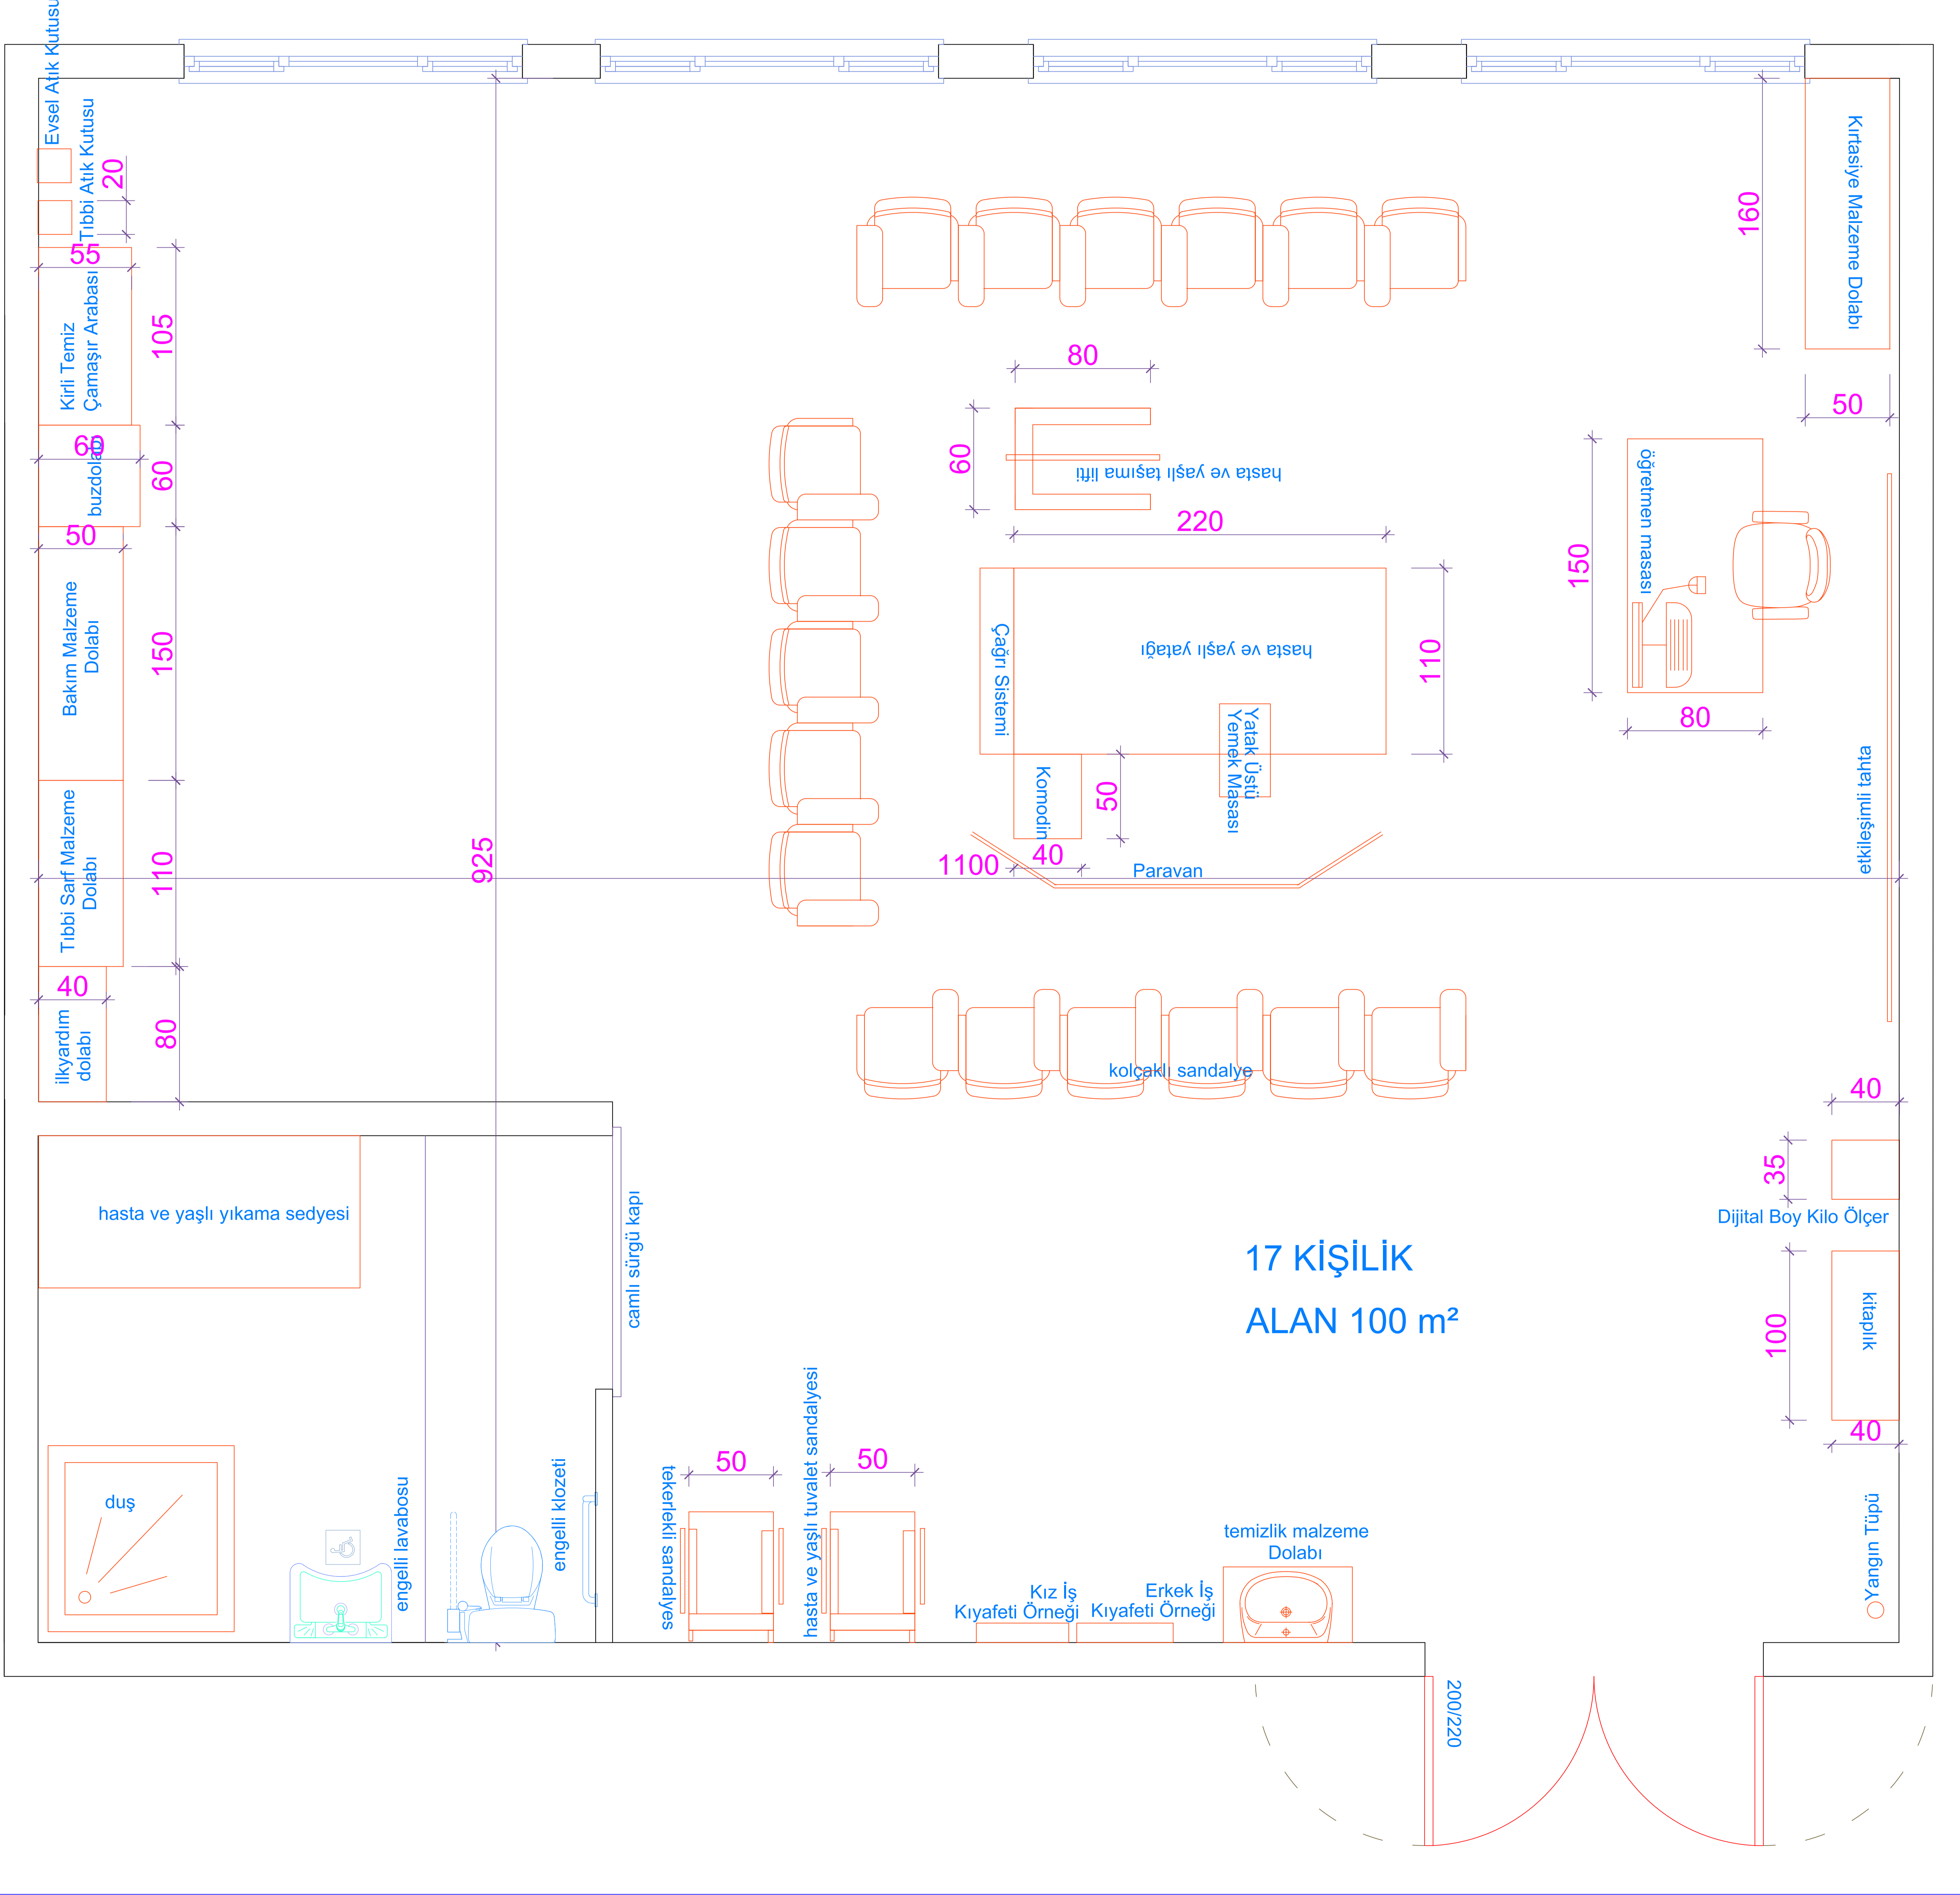 Evsel Atık Kutusu
Tıbbi Atık Kutusu
20
55
Kirli Temiz
Çamaşır Arabası
105
60
buzdolabı
60
50
Bakım Malzeme
Dolabı
150
Tıbbi Sarf Malzeme
Dolabı
110
40
ilkyardım
dolabı
80
925
1100
80
60
hasta ve yaşlı taşıma lifti
220
Çağrı Sistemi
hasta ve yaşlı yatağı
110
Yatak Üstü
Yemek Masası
Komodin
50
40
Paravan
kolçaklı sandalye
Kırtasiye Malzeme Dolabı
160
50
öğretmen masası
150
80
etkileşimli tahta
40
35
Dijital Boy Kilo Ölçer
100
kitaplık
40
Yangın Tüpü
17 KİŞİLİK
ALAN 100 m²
hasta ve yaşlı yıkama sedyesi
camlı sürgü kapı
duş
engelli lavabosu
engelli klozeti
tekerlekli sandalyes
50
hasta ve yaşlı tuvalet sandalyesi
50
Kız İş
Kıyafeti Örneği
Erkek İş
Kıyafeti Örneği
temizlik malzeme
Dolabı
200/220